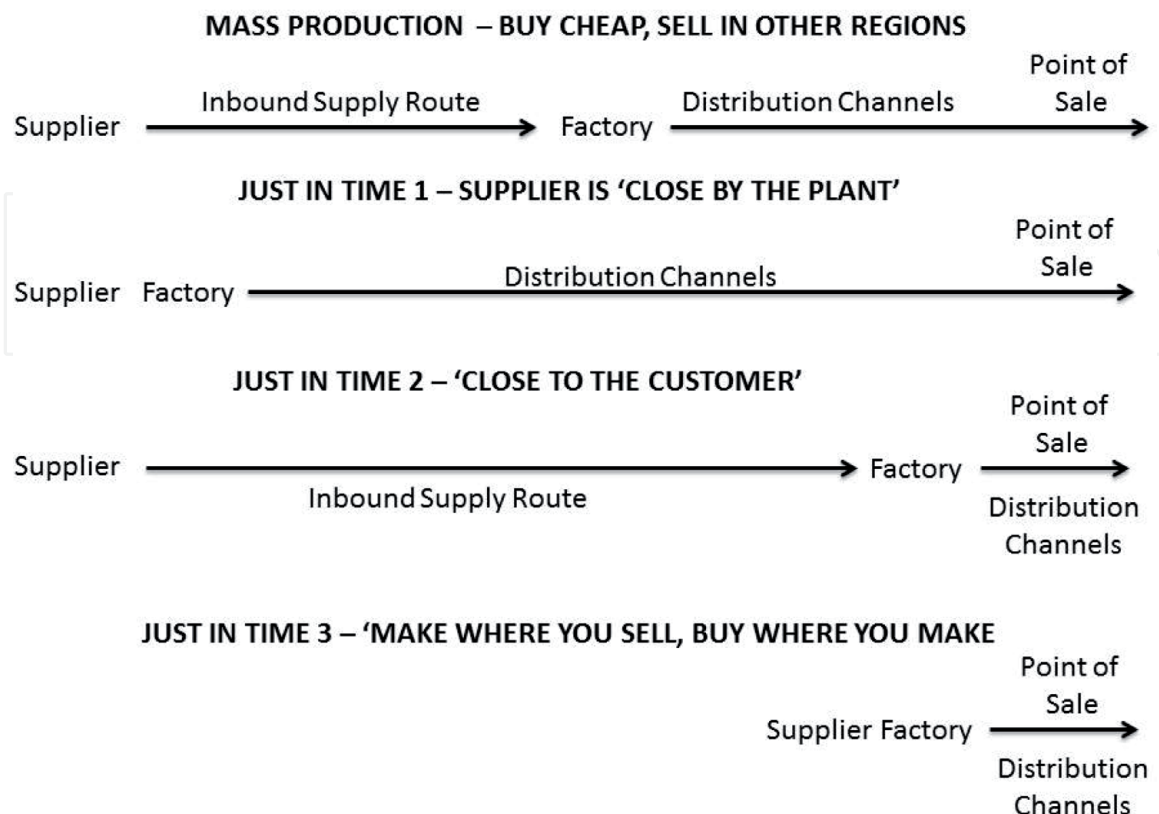 MASS PRODUCTION – BUY CHEAP, SELL IN OTHER REGIONS
Point of
Sale
Inbound Supply Route
Distribution Channels
Supplier
Factory
JUST IN TIME 1 – SUPPLIER IS ‘CLOSE BY THE PLANT’
Point of
Sale
Distribution Channels
Supplier Factory
JUST IN TIME 2 – ‘CLOSE TO THE CUSTOMER’
Point of
Sale
Supplier
Factory
Inbound Supply Route
Distribution
Channels
JUST IN TIME 3 – ‘MAKE WHERE YOU SELL, BUY WHERE YOU MAKE
Point of
Sale
Supplier Factory
Distribution
Channels